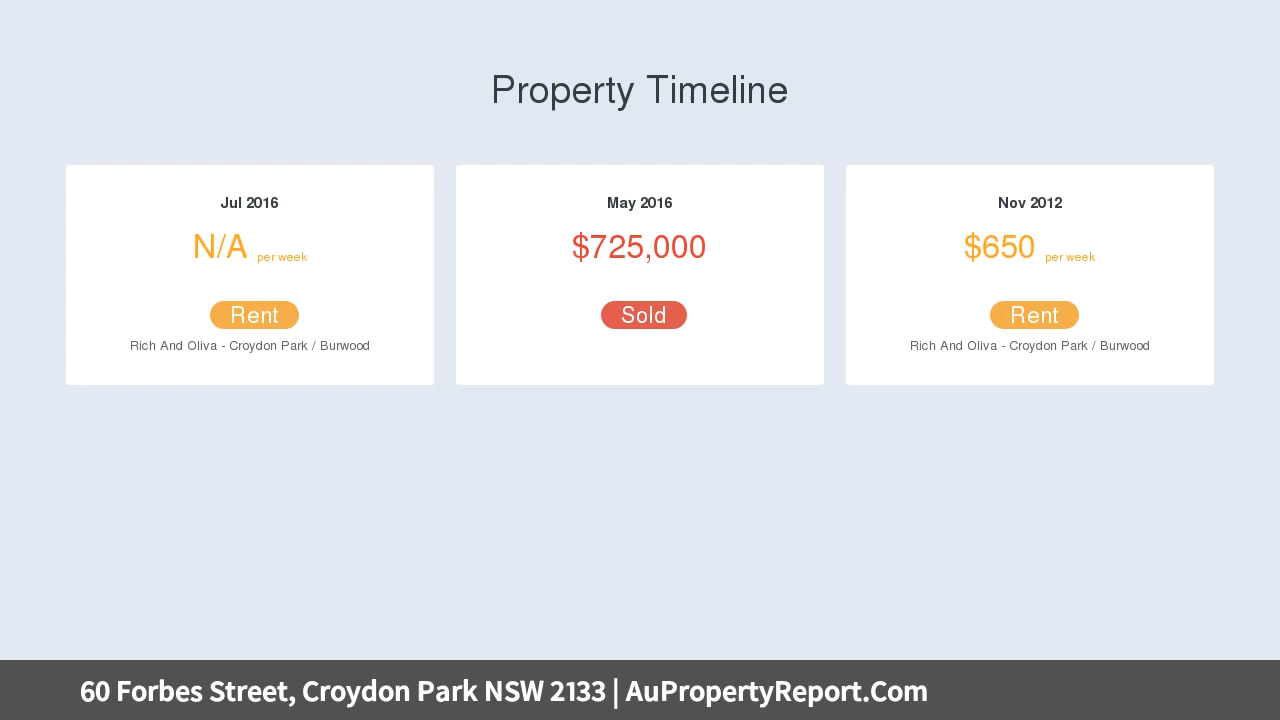 Property Timeline
Jul 2016
N/A per week
Rent
Rich And Oliva - Croydon Park / Burwood
May 2016
$725,000
Sold
Nov 2012
$650 per week
Rent
Rich And Oliva - Croydon Park / Burwood
60 Forbes Street, Croydon Park NSW 2133 | AuPropertyReport.Com